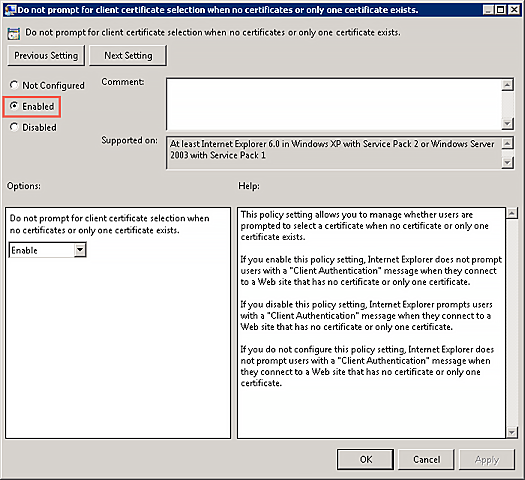 Do not prompt for client certificate selection when no certificates or only one certificate exists.
Do not prompt for client certificate selection when no certificates or only one certificate exists.
Previous Setting
Next Setting
Not Configured
Comment:
Enabled
Disabled
Supported on:
At least Internet Explorer 6.0 in Windows XP with Service Pack 2 or Windows Server
2003 with Service Pack 1
Options:
Help:
Do not prompt for client certificate selection when
no certificates or only one certificate exists.
Enable
This policy setting allows you to manage whether users are
prompted to select a certificate when no certificate or only one
certificate exists.
If you enable this policy setting, Internet Explorer does not prompt
users with a "Client Authentication" message when they connect
to a Web site that has no certificate or only one certificate.
If you disable this policy setting, Internet Explorer prompts users
with a "Client Authentication" message when they connect to a
Web site that has no certificate or only one certificate.
If you do not configure this policy setting, Internet Explorer does
not prompt users with a "Client Authentication" message when
they connect to a Web site that has no certificate or only one
certificate.
OK
Cancel
Apply